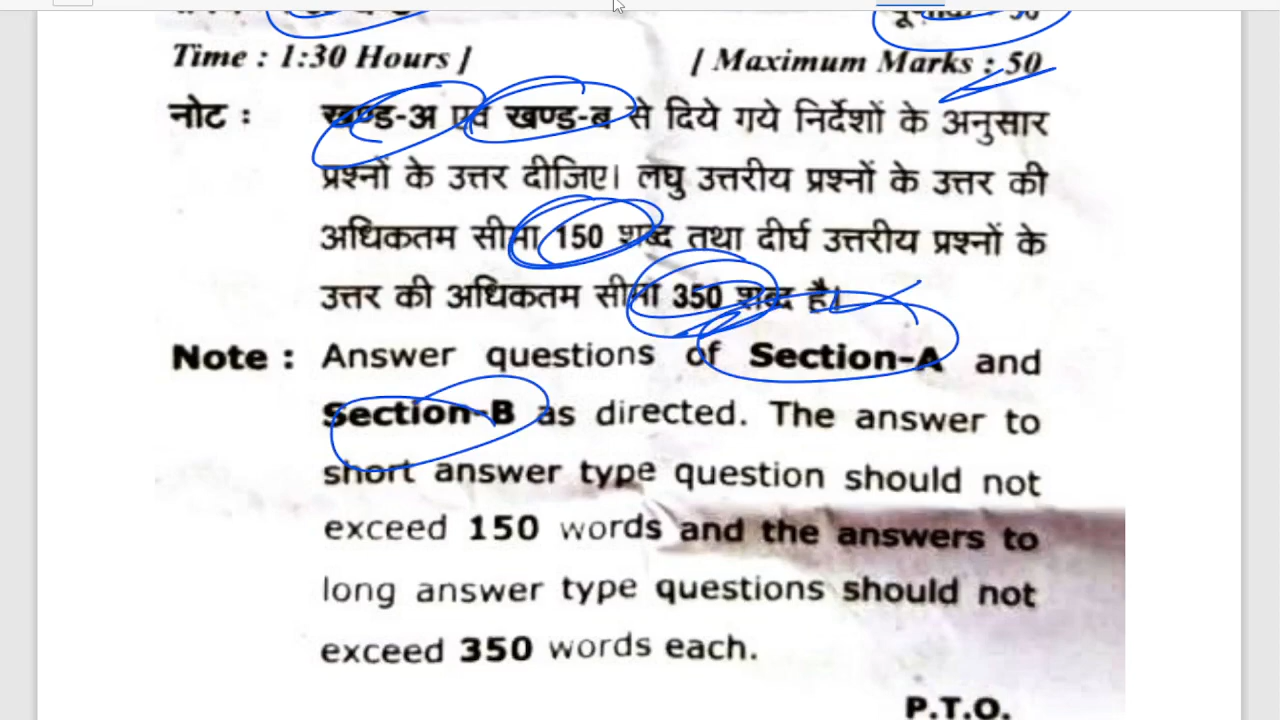 Time : 1:30 Hours ]
[ Maximum Marks : 50
नोट : खण्ड-अ एवं खण्ड-ब से दिये गये निर्देशों के अनुसार
प्रश्नों के उत्तर दीजिए। लघु उत्तरीय प्रश्नों के उत्तर की
अधिकतम सीमा 150 शब्द तथा दीर्घ उत्तरीय प्रश्नों के
उत्तर की अधिकतम सीमा 350 शब्द है।
Note : Answer questions of Section-A and
Section-B as directed. The answer to
short answer type question should not
exceed 150 words and the answers to
long answer type questions should not
exceed 350 words each.
P.T.O.